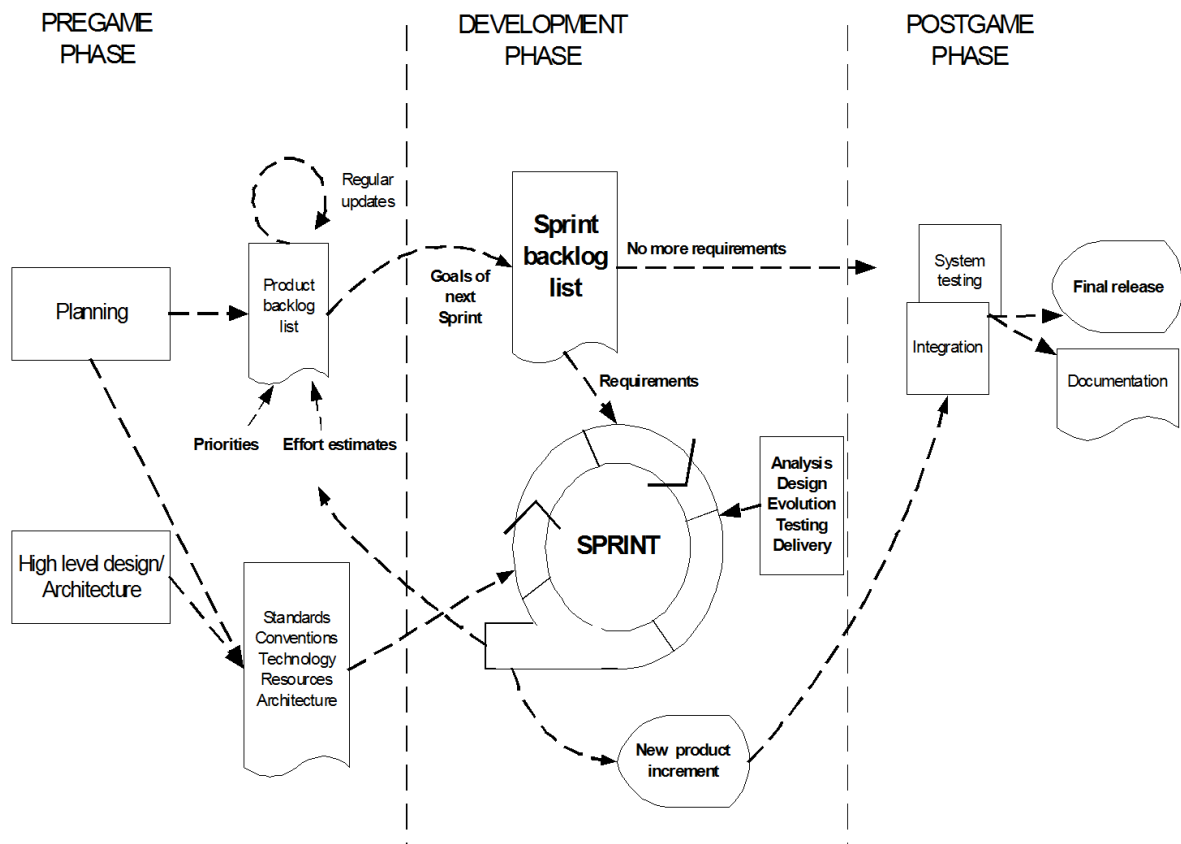 PREGAME
PHASE
DEVELOPMENT
PHASE
POSTGAME
PHASE
Regular
updates
Planning
Product
backlog
list
Priorities
Effort estimates
High level design/
Architecture
Standards
Conventions
Technology
Resources
Architecture
Goals of
next
Sprint
Sprint
backlog
list
No more requirements
Requirements
SPRINT
Analysis
Design
Evolution
Testing
Delivery
New product
increment
System
testing
Integration
Final release
Documentation